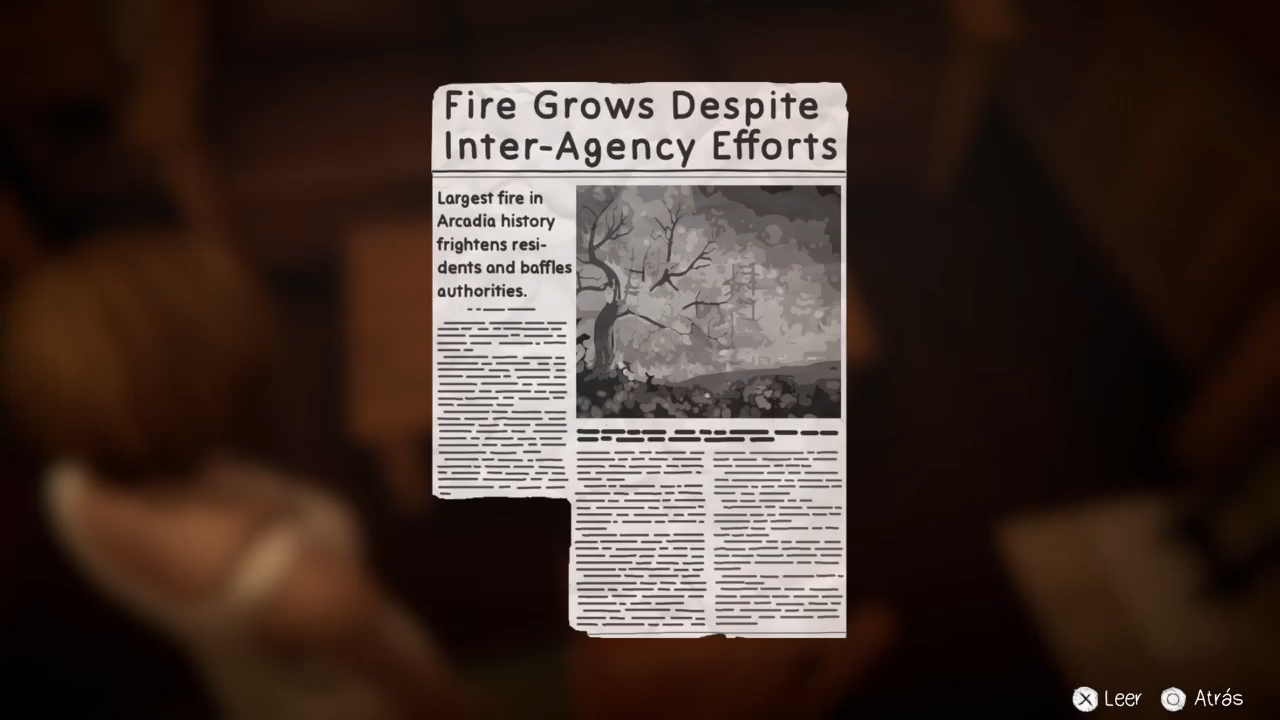 Fire Grows Despite
Inter-Agency Efforts
Largest fire in
Arcadia history
frightens resi-
dents and baffles
authorities.
Leer
Atrás